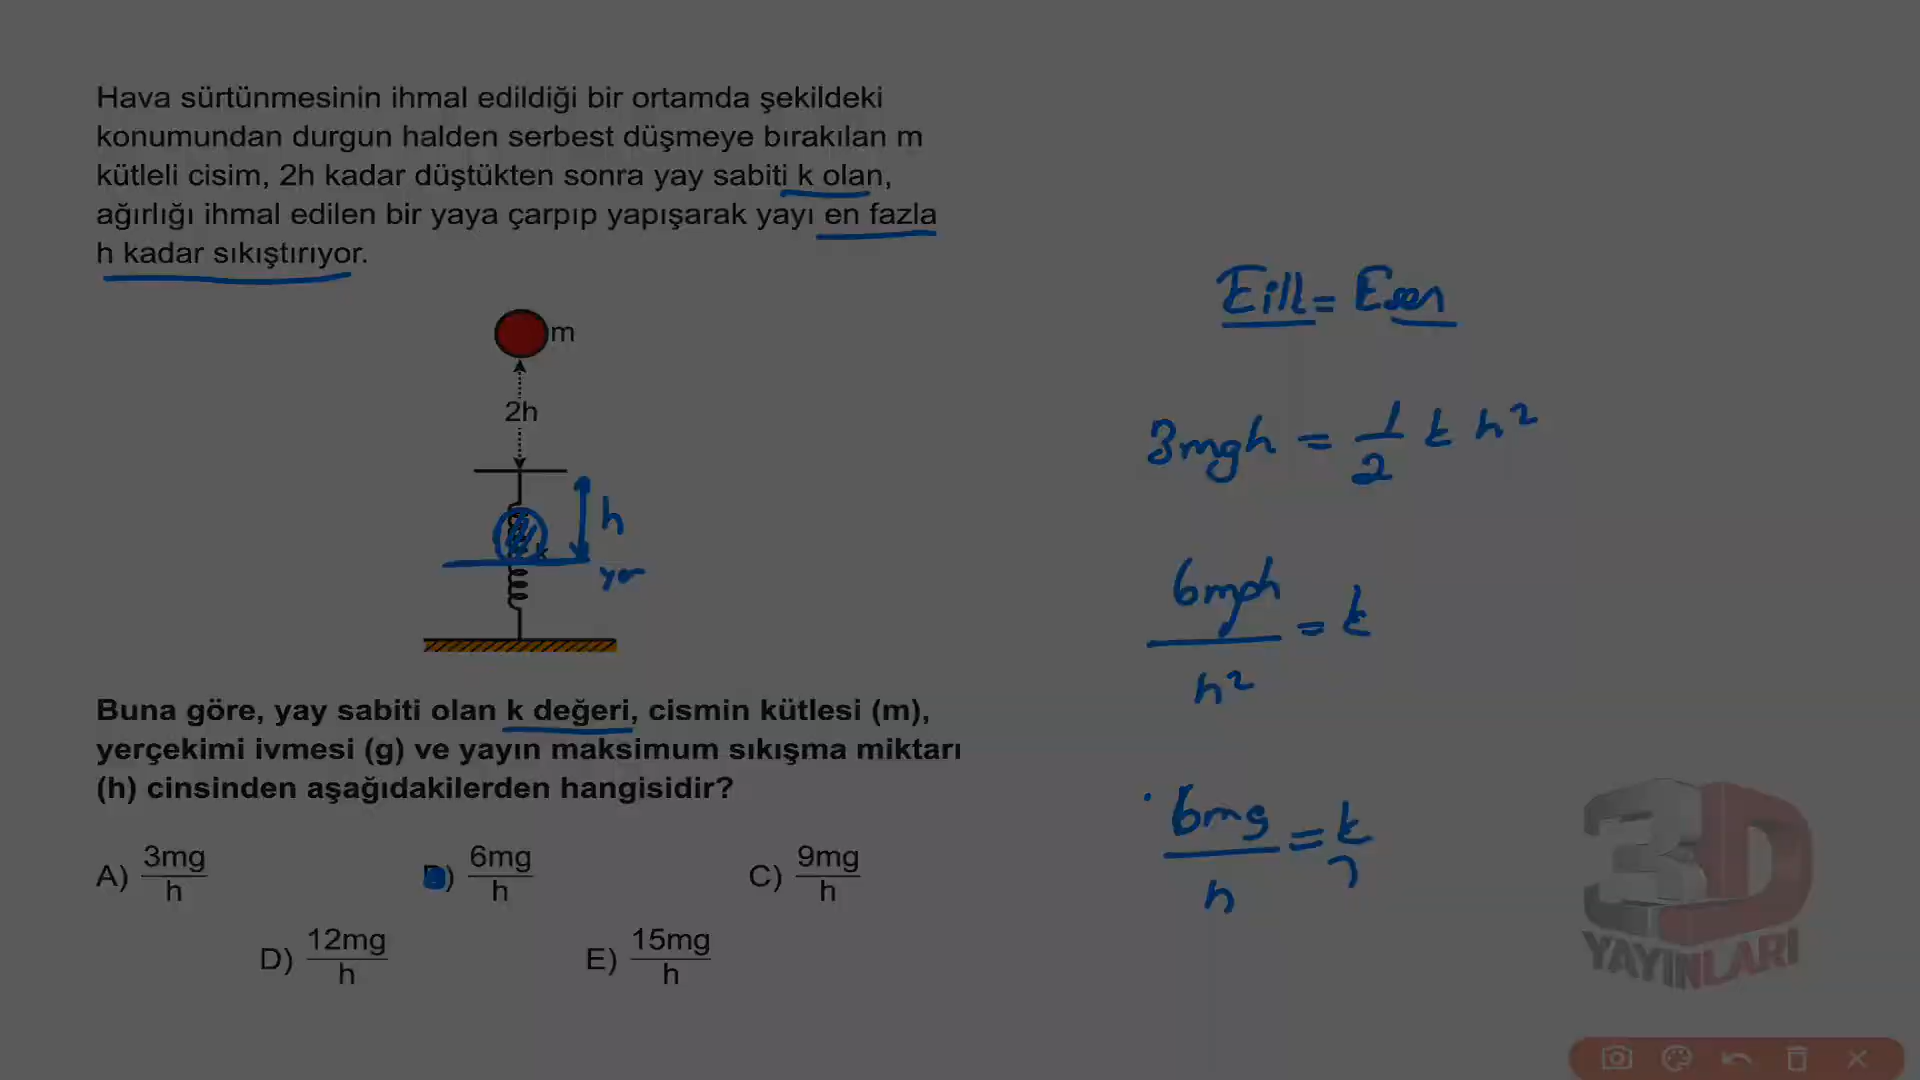 Hava sürtünmesinin ihmal edildiği bir ortamda şekildeki
konumundan durgun halden serbest düşmeye bırakılan m
kütleli cisim, 2h kadar düştükten sonra yay sabiti k olan,
ağırlığı ihmal edilen bir yaya çarpıp yapışarak yayı en fazla
h kadar sıkıştırıyor.
m
2h
h
k
yer
Buna göre, yay sabiti olan k değeri, cismin kütlesi (m),
yerçekimi ivmesi (g) ve yayın maksimum sıkışma miktarı
(h) cinsinden aşağıdakilerden hangisidir?
A) 3mg/h
B) 6mg/h
C) 9mg/h
D) 12mg/h
E) 15mg/h
Eilk = Eson
3mgh = 1/2 k h²
6mgh/h² = k
6mg/h = k
3D
YAYINLARI